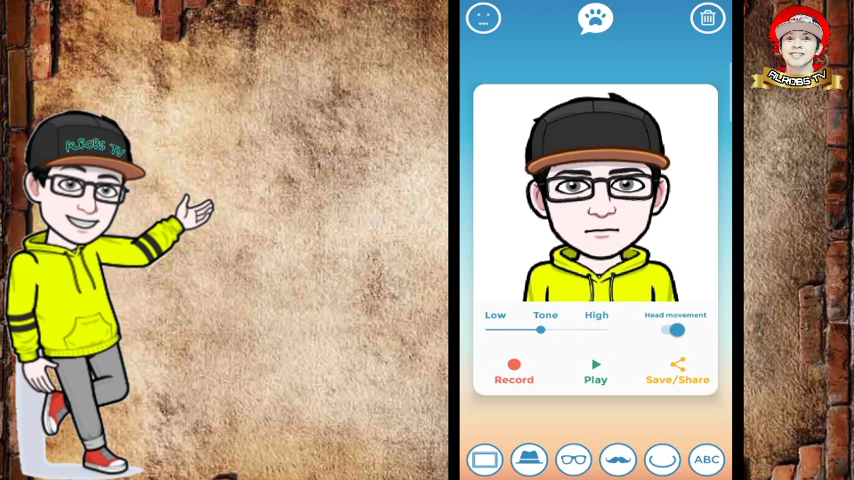 ALROBS TV
ALROBS TV
Low Tone High
Head movement
Record Play Save/Share
ABC